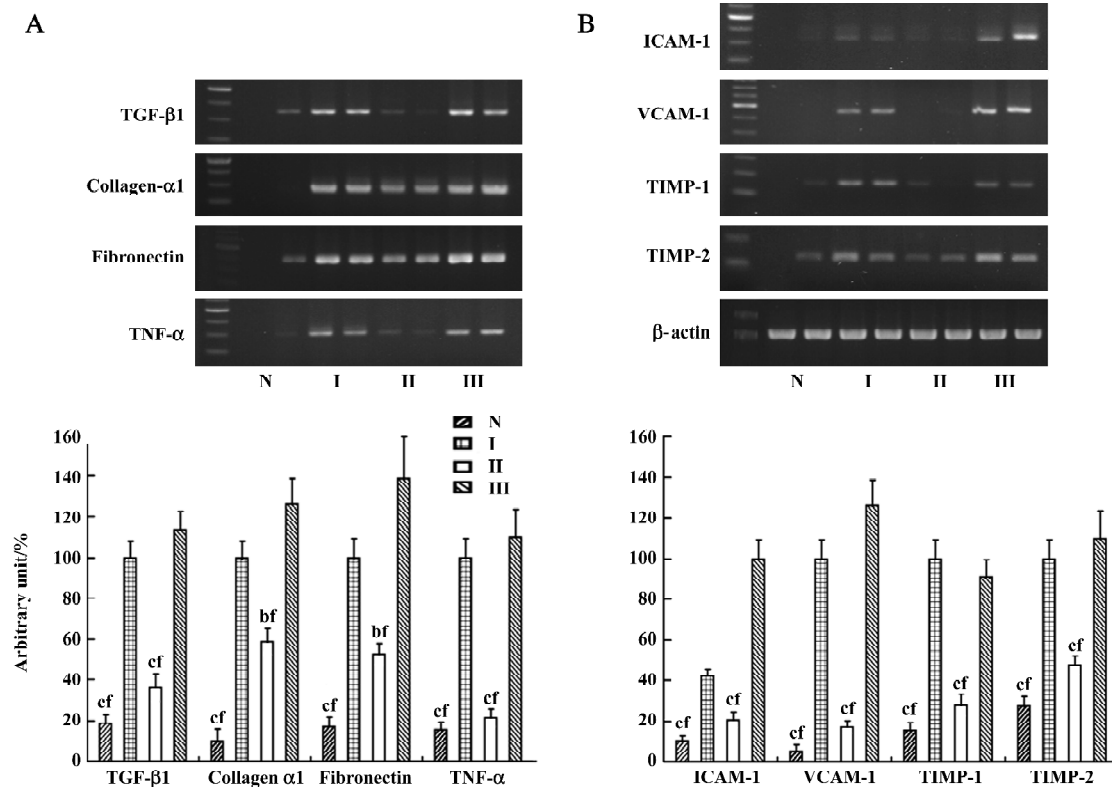 A
TGF-β1
Collagen-α1
Fibronectin
TNF-α
N I II III
B
ICAM-1
VCAM-1
TIMP-1
TIMP-2
β-actin
N I II III
Arbitrary unit/%
160
140
120
100
80
60
40
20
0
N
I
II
III
cf cf
cf bf
cf bf
cf cf
TGF-β1 Collagen α1 Fibronectin TNF-α
160
140
120
100
80
60
40
20
0
cf cf
cf cf
cf cf
cf cf
ICAM-1 VCAM-1 TIMP-1 TIMP-2